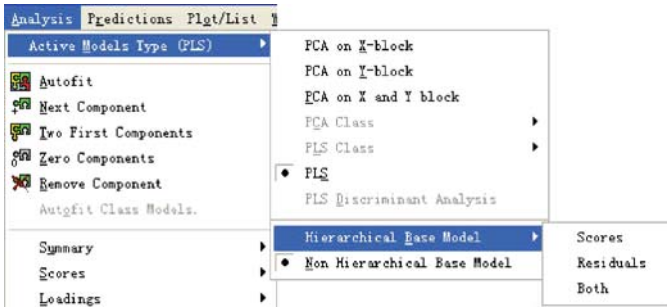 Analysis Predictions Plot/List
Active Models Type (PLS)
Autofit
Next Component
Two First Components
Zero Components
Remove Component
Autofit Class Models.
Summary
Scores
Loadings
PCA on X-block
PCA on Y-block
PCA on X and Y block
PCA Class
PLS Class
PLS
PLS Discriminant Analysis
Hierarchical Base Model
Non Hierarchical Base Model
Scores
Residuals
Both